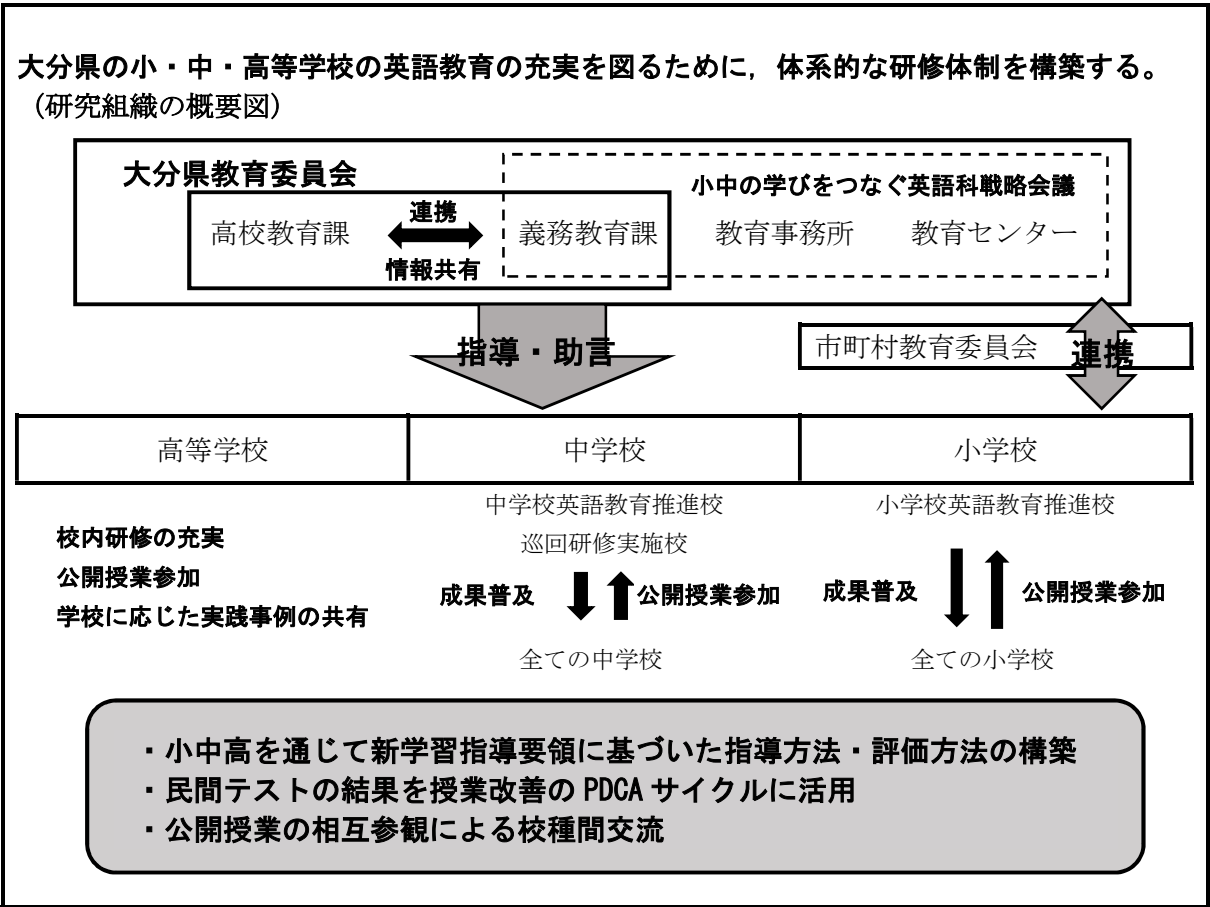 大分県の小・中・高等学校の英語教育の充実を図るために，体系的な研修体制を構築する。
（研究組織の概要図）
大分県教育委員会
小中の学びをつなぐ英語科戦略会議
高校教育課
連携
情報共有
義務教育課
教育事務所
教育センター
指導・助言
市町村教育委員会
連携
高等学校
中学校
小学校
校内研修の充実
公開授業参加
学校に応じた実践事例の共有
中学校英語教育推進校
巡回研修実施校
成果普及
公開授業参加
全ての中学校
小学校英語教育推進校
成果普及
公開授業参加
全ての小学校
・小中高を通じて新学習指導要領に基づいた指導方法・評価方法の構築
・民間テストの結果を授業改善の PDCA サイクルに活用
・公開授業の相互参観による校種間交流